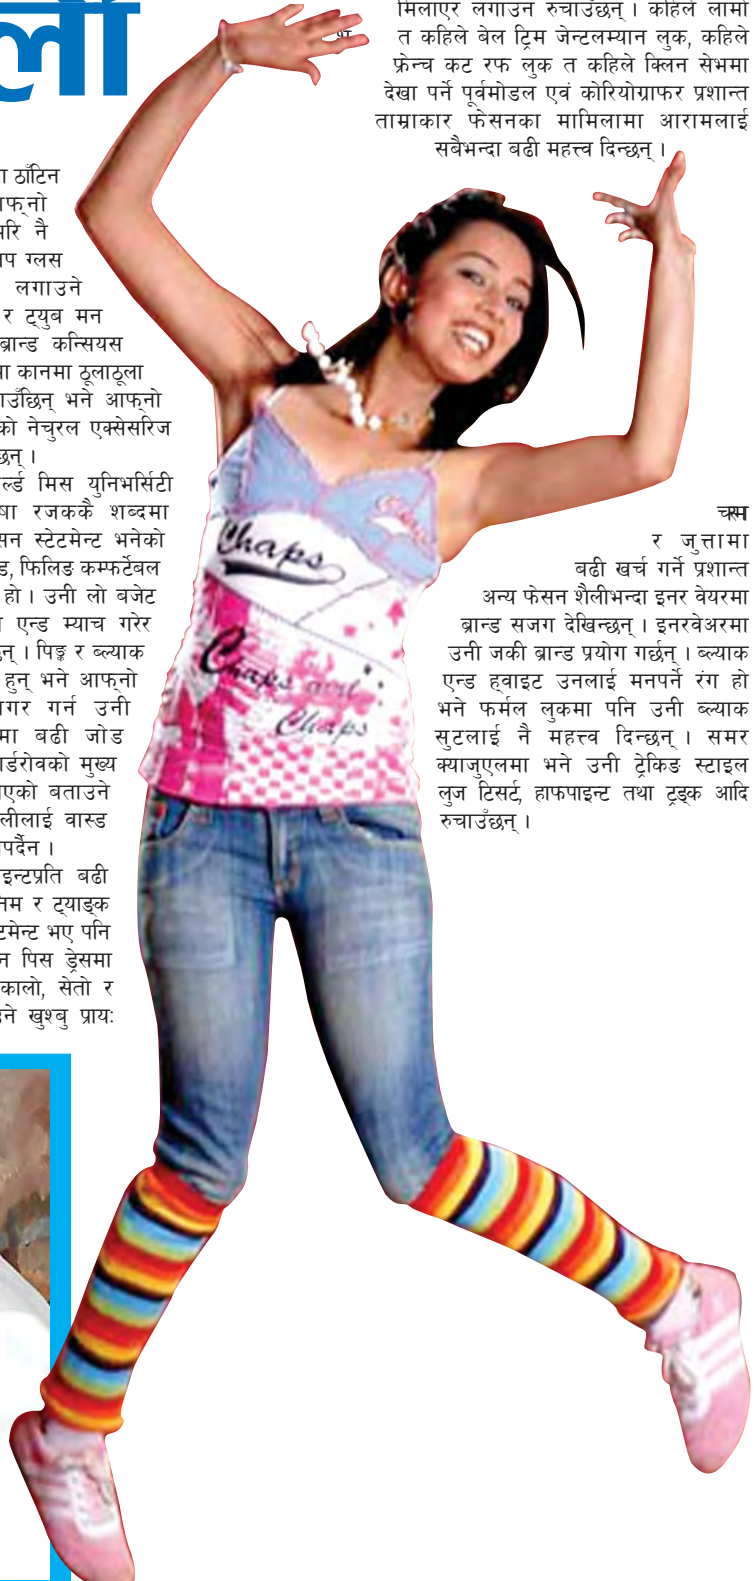 र्ली
मिलाएर लगाउन रुचाउँछन् । कहिले लामो
त कहिले बेल ट्रिम जेन्टलम्यान लुक, कहिले
फ्रेन्च कट रफ लुक त कहिले क्लिन सेभमा
देखा पर्ने पूर्वमोडल एवं कोरियोग्राफर प्रशान्त
ताम्राकार फेसनका मामिलामा आरामलाई
सबैभन्दा बढी महत्त्व दिन्छन् ।
ा ठाँटिन
फ्नो
रि नै
प ग्लस
लगाउने
र ट्युब मन
ब्रान्ड कन्सियस
मा कानमा ठूलाठूला
ाउँछिन् भने आफ्नो
को नेचुरल एक्सेसरिज
छन् ।
र्ल्ड मिस युनिभर्सिटी
षा रजककै शब्दमा
सन स्टेटमेन्ट भनेको
ड, फिलिङ कम्फर्टेबल
हो । उनी लो बजेट
एन्ड म्याच गरेर
न् । पिङ्क र ब्ल्याक
हुन् भने आफ्नो
गर गर्न उनी
मा बढी जोड
ार्डरोवको मुख्य
एको बताउने
लीलाई वास्ड
पर्दैन ।
इन्टप्रति बढी
निम र ट्याङ्क
टमेन्ट भए पनि
न पिस ड्रेसमा
कालो, सेतो र
ने खुश्बु प्रायः
Chaps
Chaps girl
Chaps
र जुत्तामा
बढी खर्च गर्ने प्रशान्त
अन्य फेसन शैलीभन्दा इनर वेयरमा
ब्रान्ड सजग देखिन्छन् । इनरवेअरमा
उनी जकी ब्रान्ड प्रयोग गर्छन् । ब्ल्याक
एन्ड ह्वाइट उनलाई मनपर्ने रंग हो
भने फर्मल लुकमा पनि उनी ब्ल्याक
सुटलाई नै महत्त्व दिन्छन् । समर
क्याजुएलमा भने उनी ट्रेकिङ स्टाइल
लुज टिसर्ट, हाफपाइन्ट तथा ट्रङ्क आदि
रुचाउँछन् ।